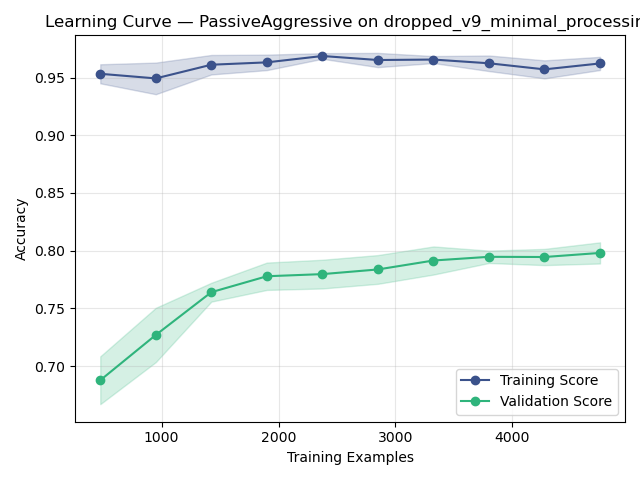 Learning Curve — PassiveAggressive on dropped_v9_minimal_processin
0.95
0.90
0.85
0.80
0.75
0.70
Accuracy
1000 2000 3000 4000
Training Examples
Training Score
Validation Score